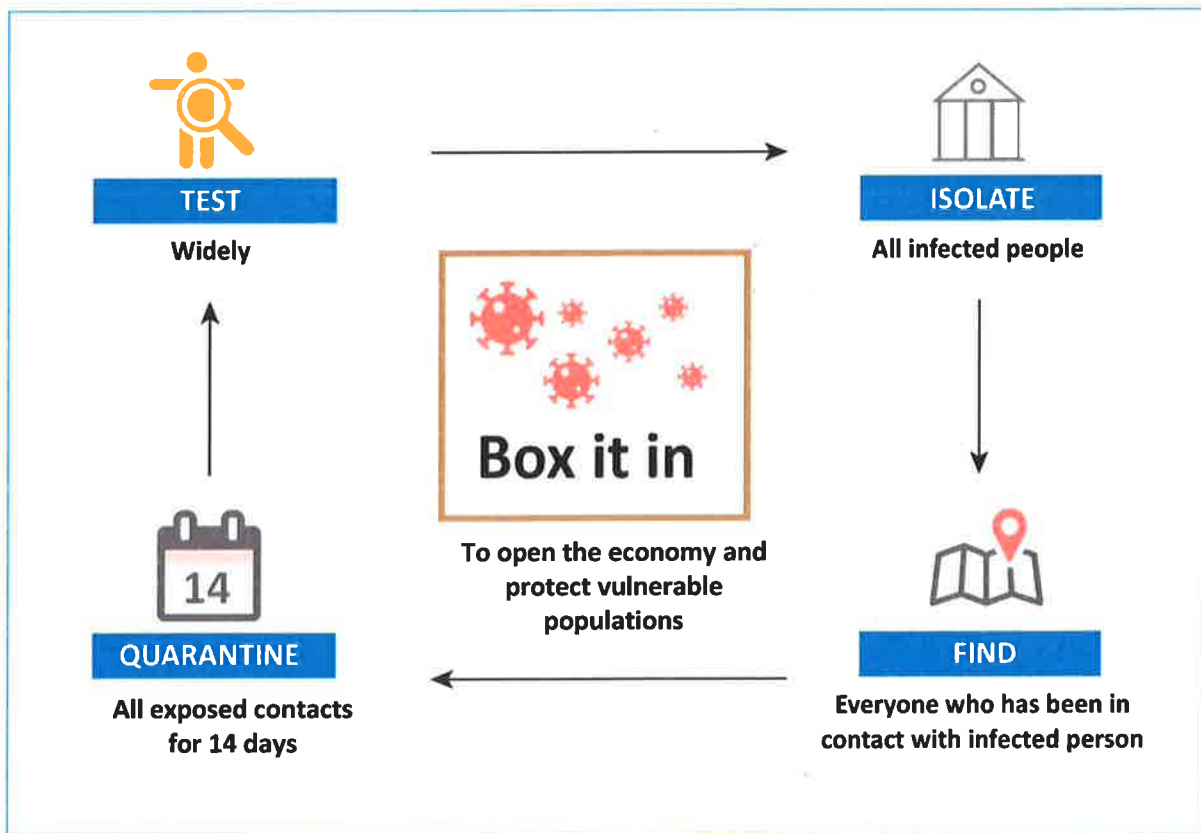 TEST
Widely
ISOLATE
All infected people
Box it in
To open the economy and
protect vulnerable
populations
14
QUARANTINE
All exposed contacts
for 14 days
FIND
Everyone who has been in
contact with infected person